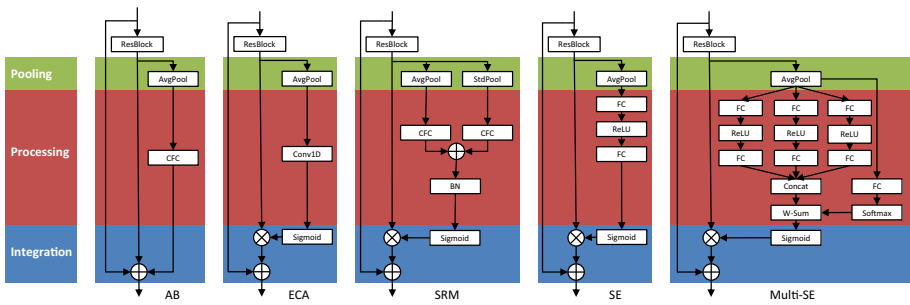 ResBlock
ResBlock
ResBlock
ResBlock
ResBlock
Pooling
AvgPool
AvgPool
AvgPool
StdPool
AvgPool
AvgPool
Processing
FC
FC
FC
FC
CFC
CFC
ReLU
ReLU
ReLU
ReLU
CFC
Conv1D
FC
FC
FC
FC
BN
Concat
FC
W-Sum
Softmax
Integration
Sigmoid
Sigmoid
Sigmoid
Sigmoid
AB
ECA
SRM
SE
Multi-SE